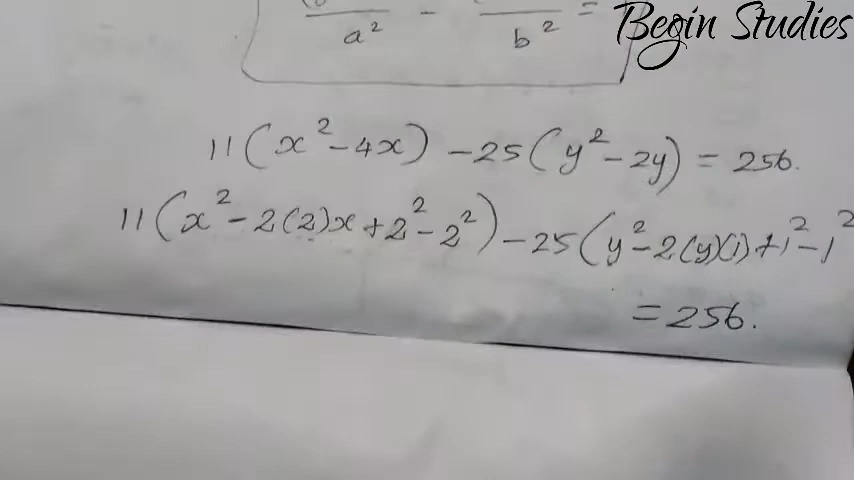 a² - b² =
Begin Studies
11(x² - 4x) - 25(y² - 2y) = 256.
11(x² - 2(2)x + 2² - 2²) - 25(y² - 2(y)(1) + 1² - 1²
= 256.